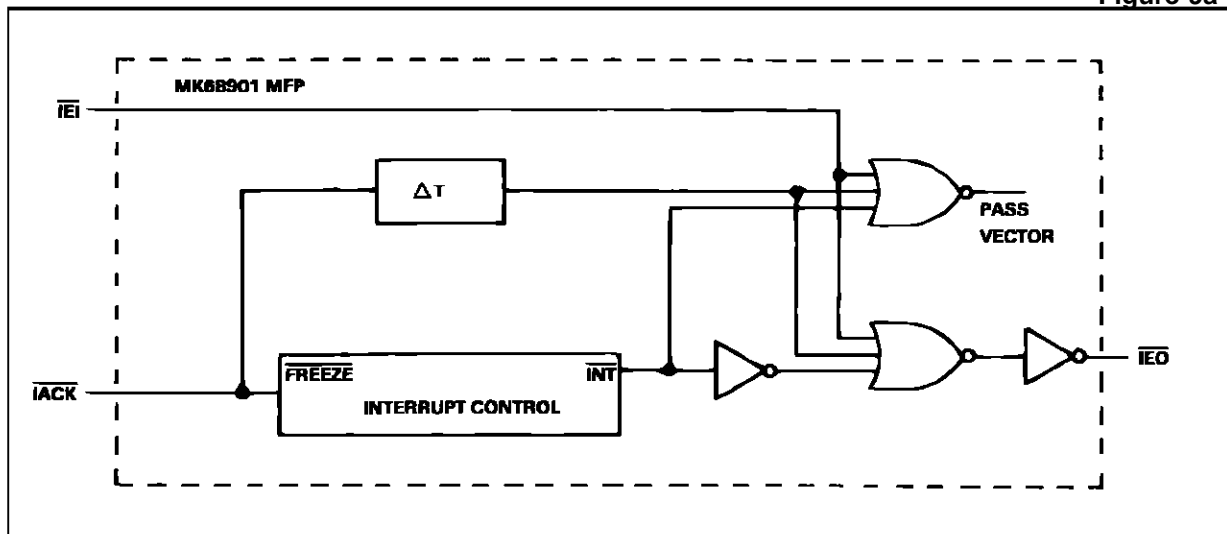 MK68901 MFP
IEI
ΔT
PASS
VECTOR
FREEZE
INT
IEO
IACK
INTERRUPT CONTROL